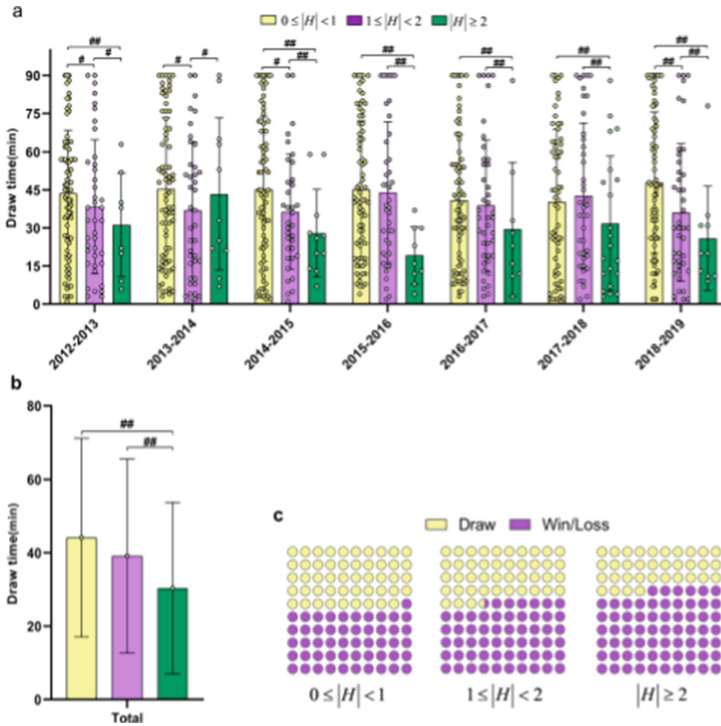 a
0 ≤ |H| < 1 1 ≤ |H| < 2 |H| ≥ 2
Draw time(min)
90
75
60
45
30
15
0
## # #
# #
## # ##
## ##
## ##
## ##
## ## ##
2012-2013 2013-2014 2014-2015 2015-2016 2016-2017 2017-2018 2018-2019
b
Draw time(min)
80
60
40
20
0
##
##
Total
c
Draw Win/Loss
0 ≤ |H| < 1 1 ≤ |H| < 2 |H| ≥ 2